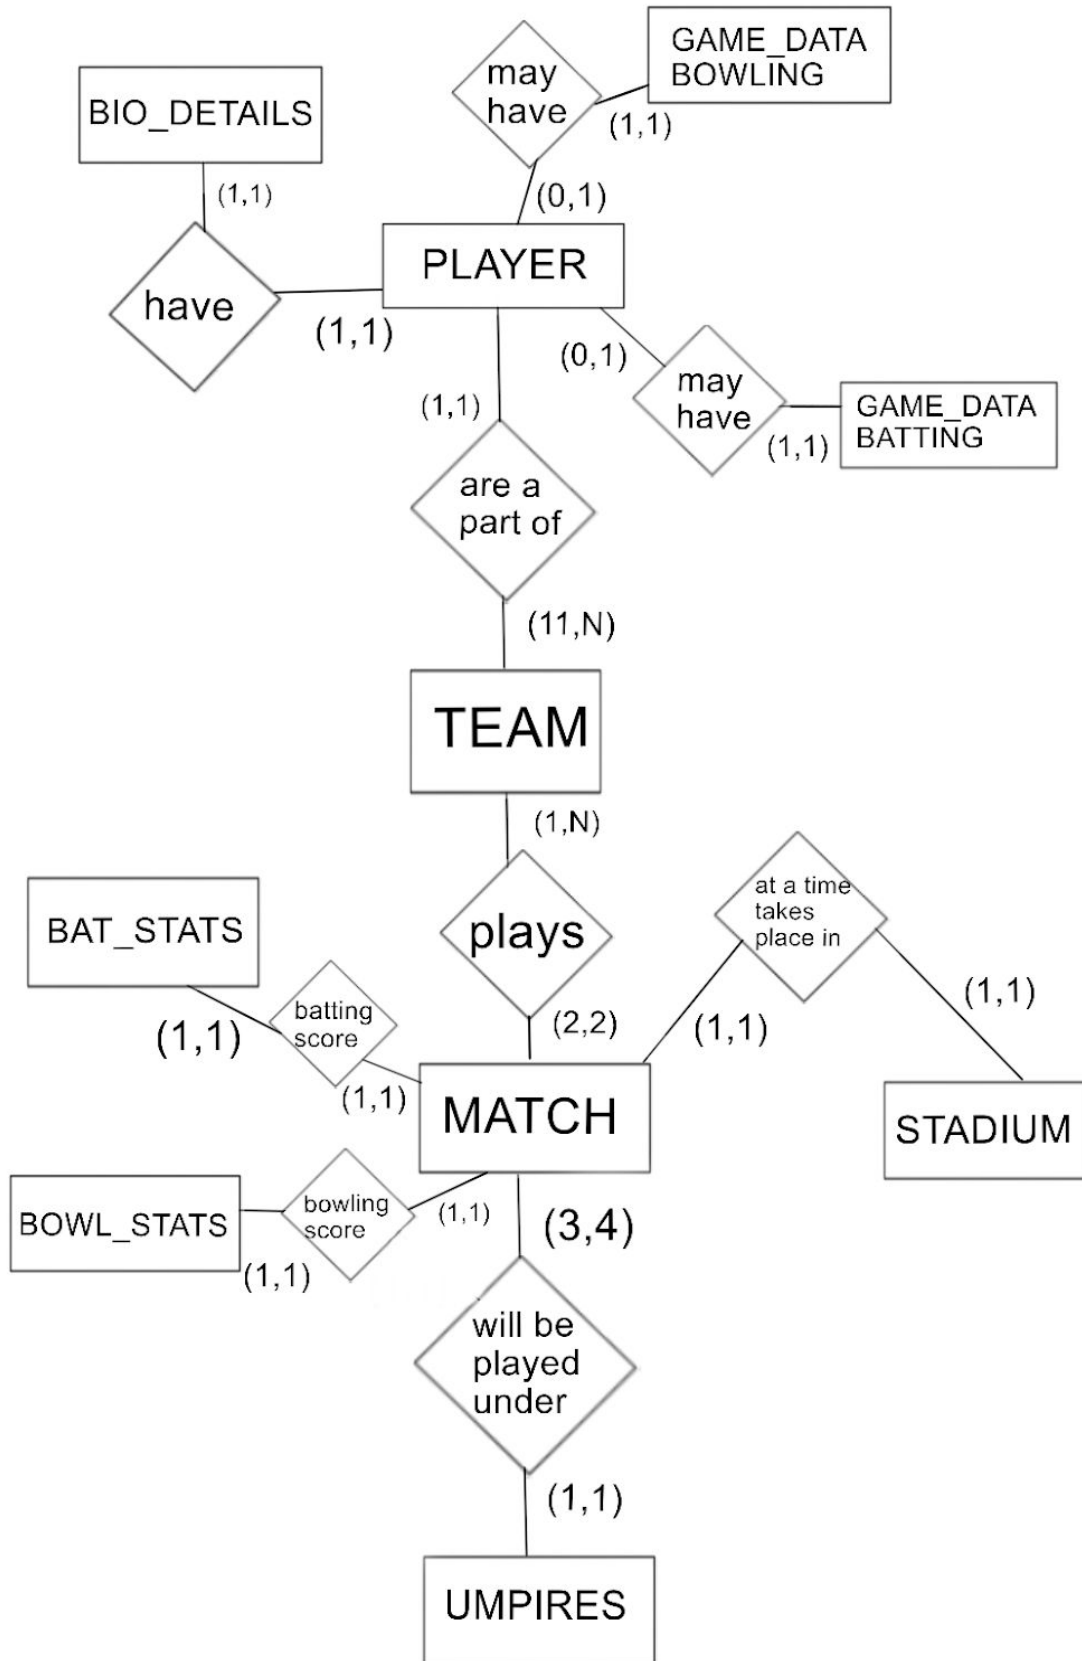 GAME_DATA
BOWLING
may
have
(1,1)
BIO_DETAILS
(1,1)
(0,1)
PLAYER
have
(1,1)
(0,1)
may
have
GAME_DATA
BATTING
(1,1)
(1,1)
are a
part of
(11,N)
TEAM
(1,N)
at a time
takes
place in
BAT_STATS
plays
(1,1)
batting
score
(1,1)
(2,2)
(1,1)
(1,1)
MATCH
STADIUM
BOWL_STATS
bowling
score
(1,1)
(1,1)
(3,4)
will be
played
under
(1,1)
UMPIRES